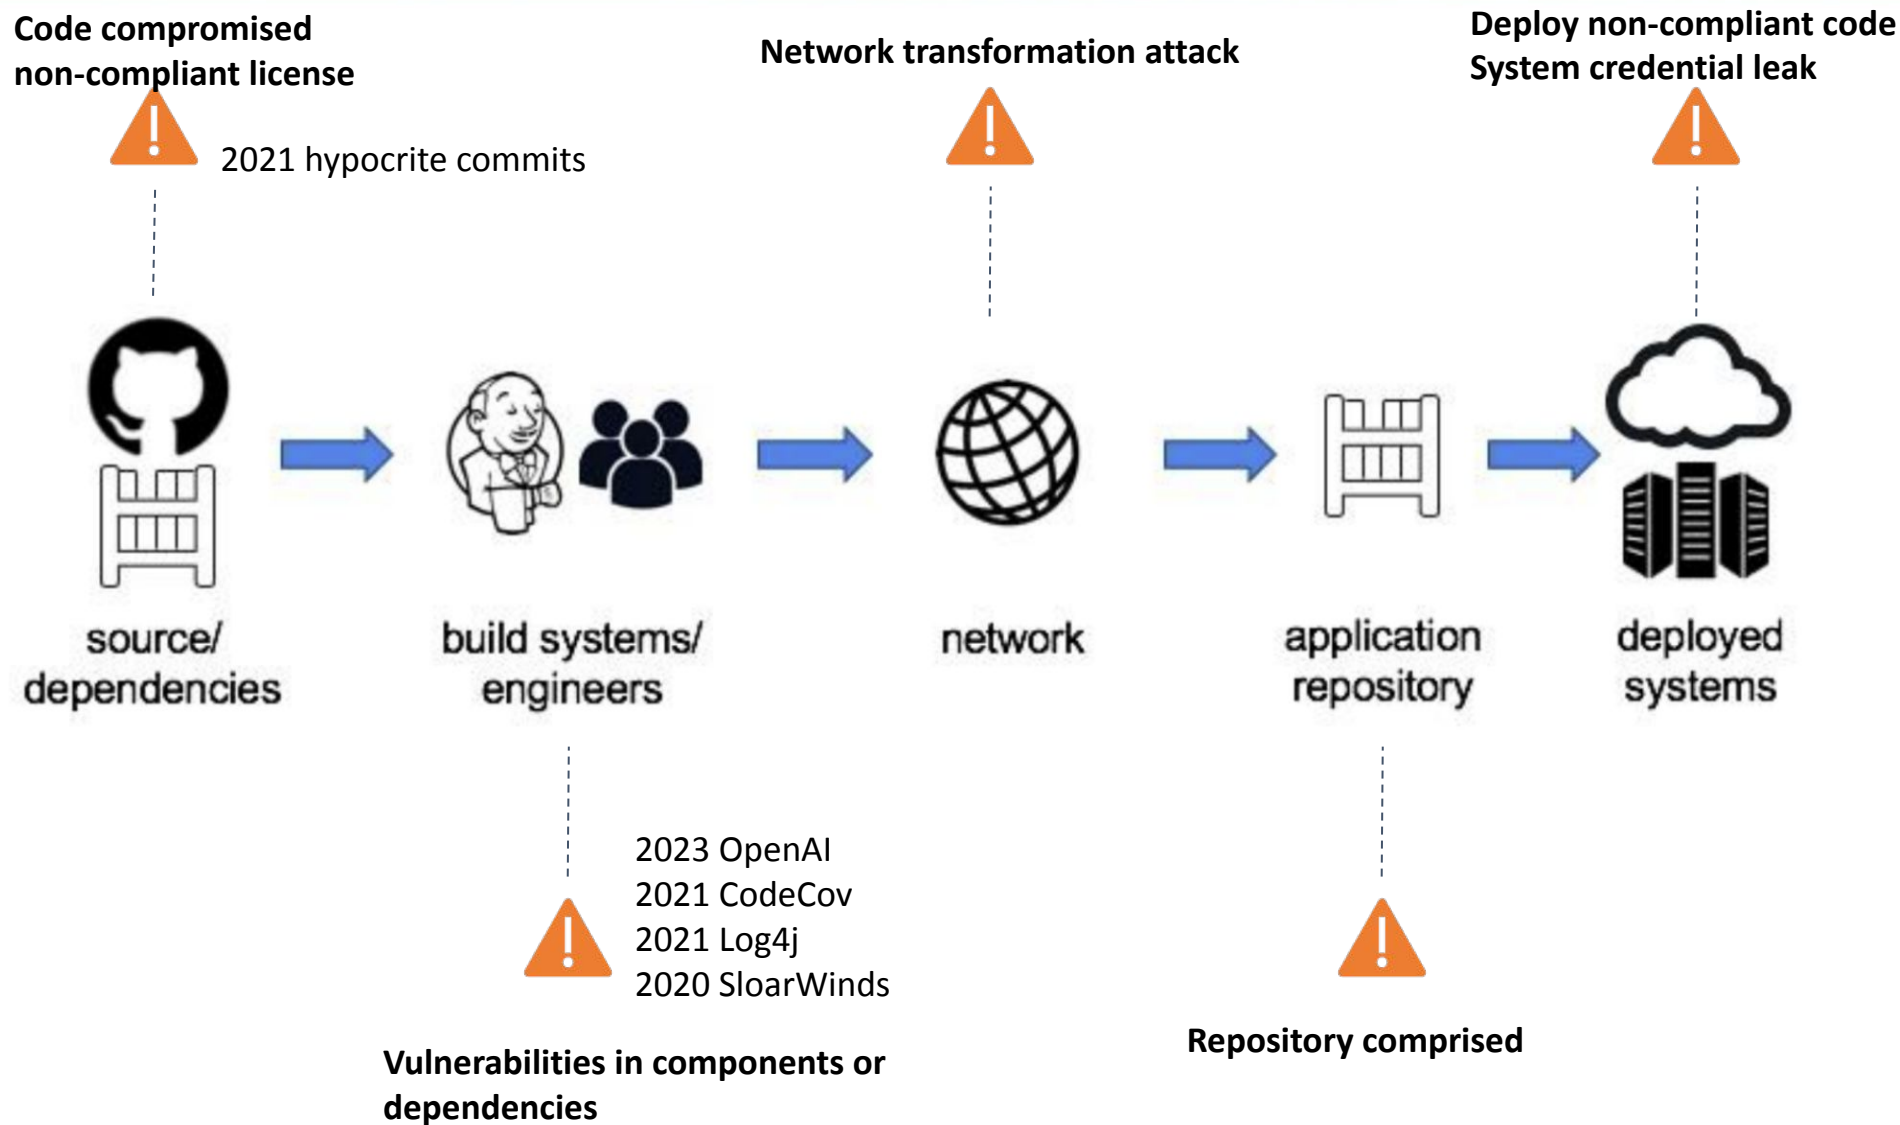 Code compromised
non-compliant license
2021 hypocrite commits
Network transformation attack
Deploy non-compliant code
System credential leak
source/
dependencies
build systems/
engineers
network
application
repository
deployed
systems
2023 OpenAI
2021 CodeCov
2021 Log4j
2020 SloarWinds
Vulnerabilities in components or
dependencies
Repository comprised